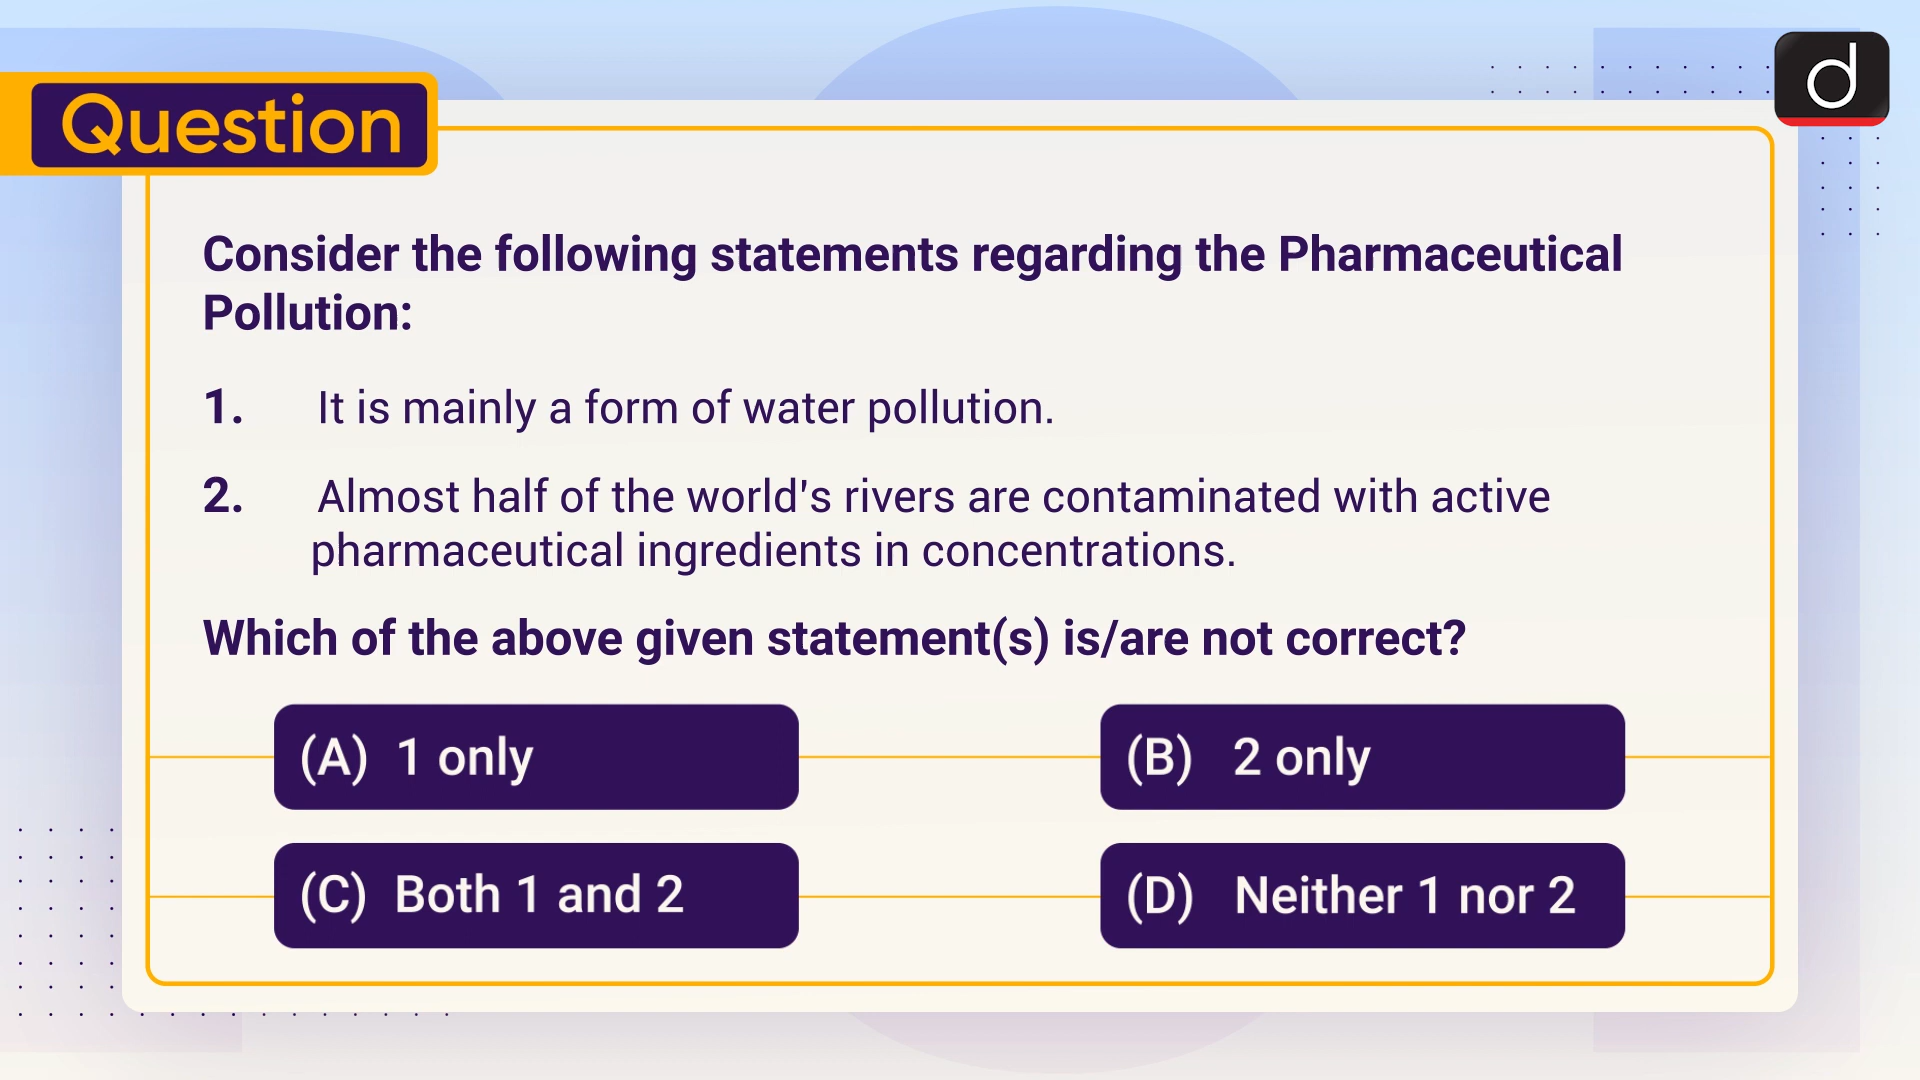 Question
d
Consider the following statements regarding the Pharmaceutical
Pollution:
1. It is mainly a form of water pollution.
2. Almost half of the world's rivers are contaminated with active
pharmaceutical ingredients in concentrations.
Which of the above given statement(s) is/are not correct?
(A) 1 only
(B) 2 only
(C) Both 1 and 2
(D) Neither 1 nor 2